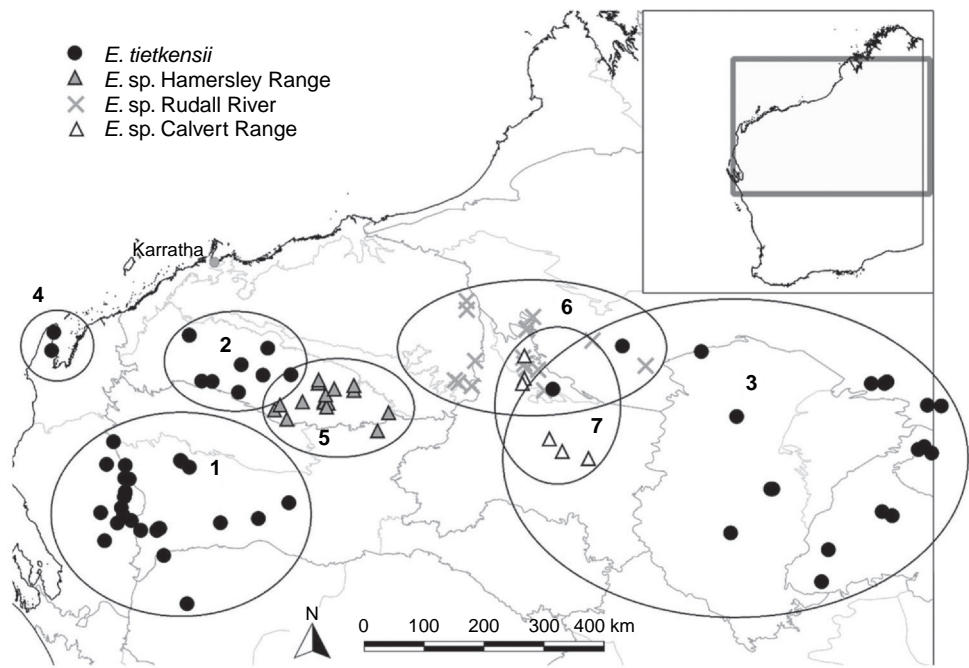 E. tietkensii
E. sp. Hamersley Range
E. sp. Rudall River
E. sp. Calvert Range
Karratha
4
6
2
3
5
7
1
N
0 100 200 300 400 km